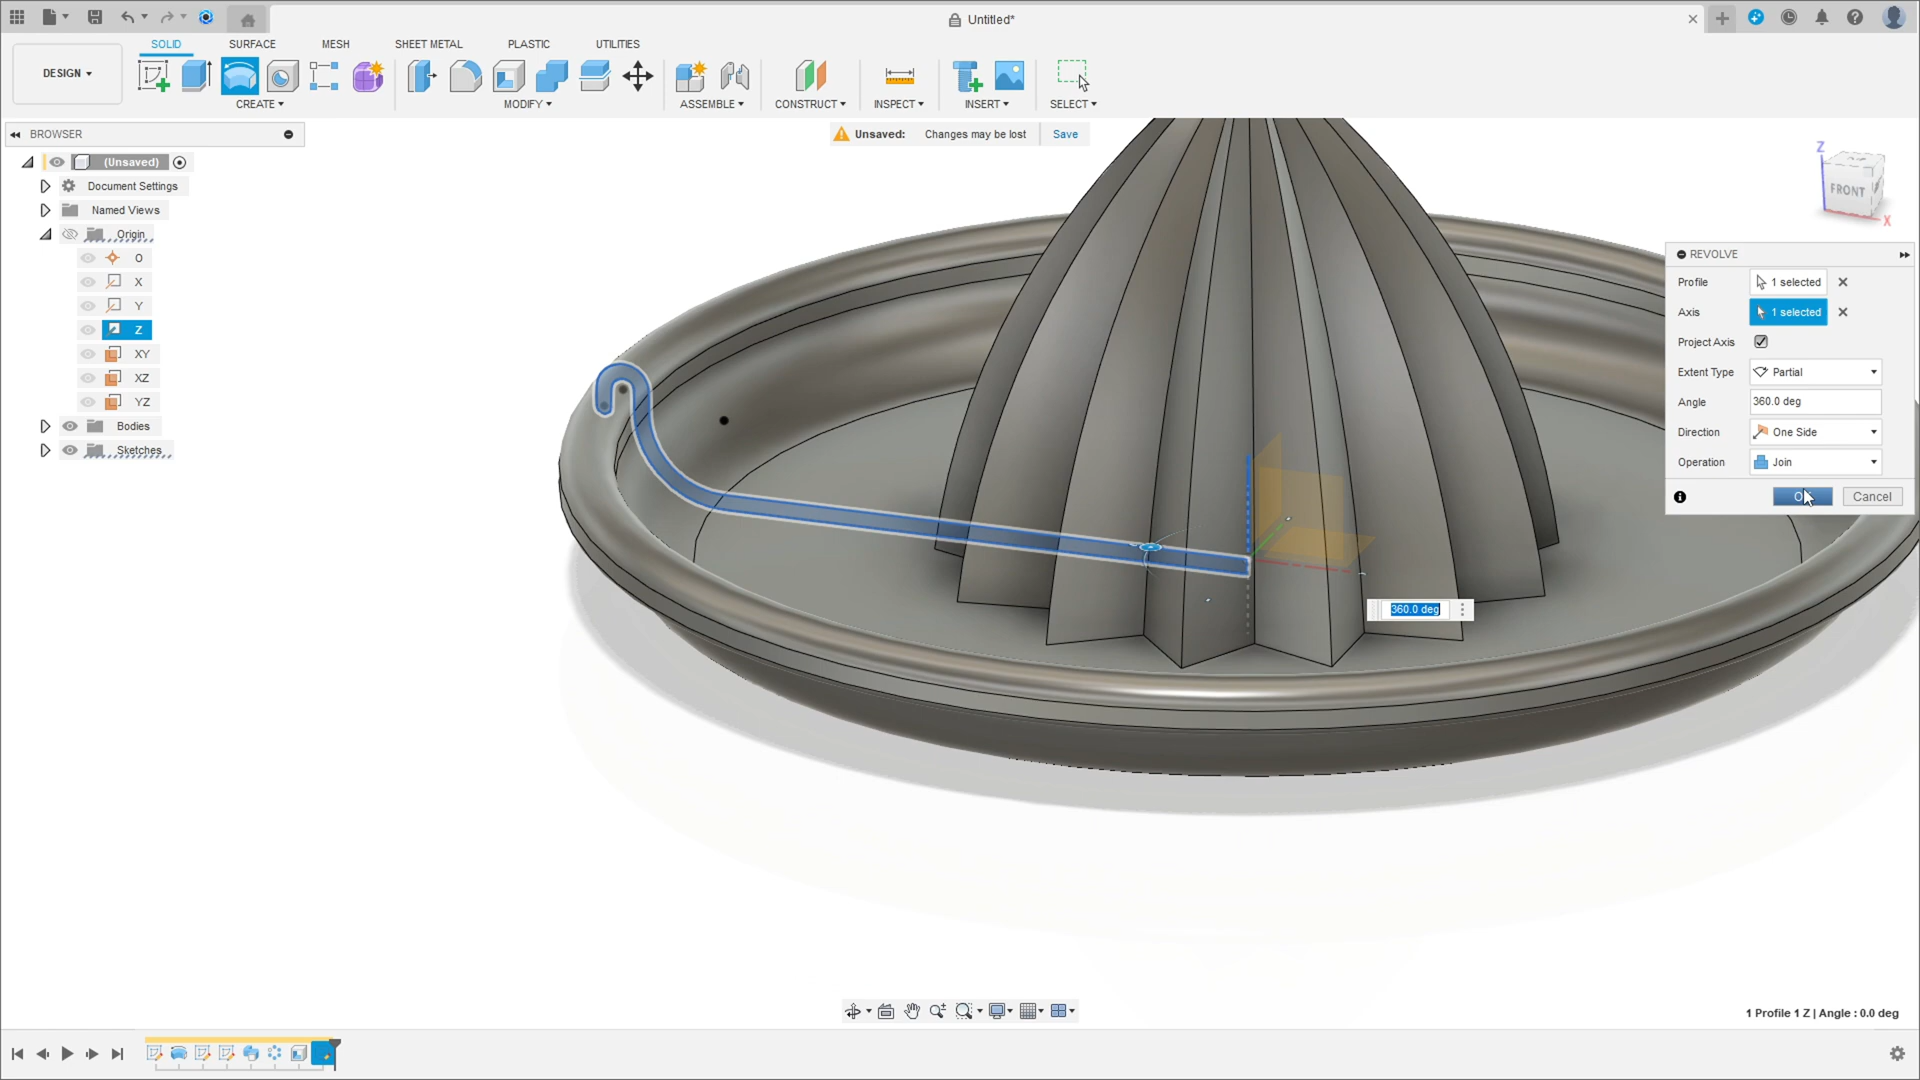 Untitled*
SOLID SURFACE MESH SHEET METAL PLASTIC UTILITIES
DESIGN
CREATE MODIFY ASSEMBLE CONSTRUCT INSPECT INSERT SELECT
BROWSER
Unsaved: Changes may be lost Save
(Unsaved)
Document Settings
Named Views
Origin
O
X
Y
Z
XY
XZ
YZ
Bodies
Sketches
Z
FRONT
X
REVOLVE
Profile 1 selected
Axis 1 selected
Project Axis
Extent Type Partial
Angle 360.0 deg
Direction One Side
Operation Join
OK Cancel
360.0 deg
1 Profile 1 Z | Angle : 0.0 deg